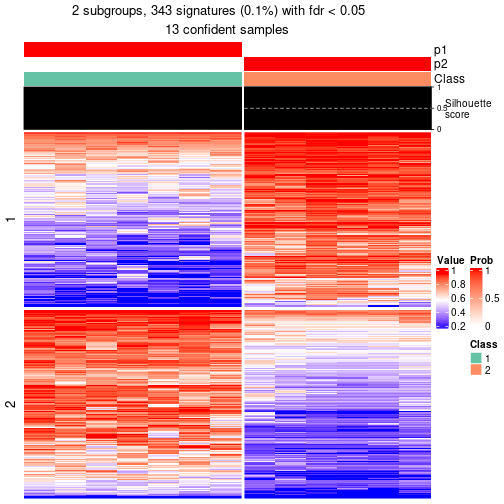 2 subgroups, 343 signatures (0.1%) with fdr < 0.05
13 confident samples
p1
p2
Class
1
0.5
0
Silhouette
score
1
2
Value
1
0.8
0.6
0.4
0.2
Prob
1
0.5
0
Class
1
2